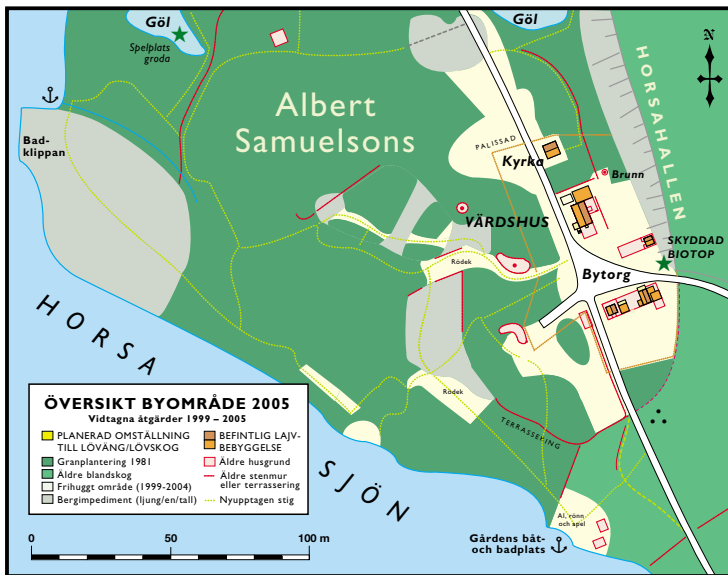 Göl
Spelplats
groda
Göl
N
HORSAHALLEN
Albert
Samuelsons
Bad-
klippan
PALISSAD
Kyrka
Brunn
VÄRDSHUS
SKYDDAD
BIOTOP
Rödek
Bytorg
HORSA
SJÖN
Rödek
TERRASSERING
Al, rönn
och apel
Gårdens båt-
och badplats
ÖVERSIKT BYOMRÅDE 2005
Vidtagna åtgärder 1999 – 2005
PLANERAD OMSTÄLLNING
TILL LÖVÄNG/LÖVSKOG
Granplantering 1981
Äldre blandskog
Frihuggt område (1999-2004)
Bergimpediment (ljung/en/tall)
BEFINTLIG LAJV-
BEBYGGELSE
Äldre husgrund
Äldre stenmur
eller terrassering
Nyupptagen stig
0 50 100 m